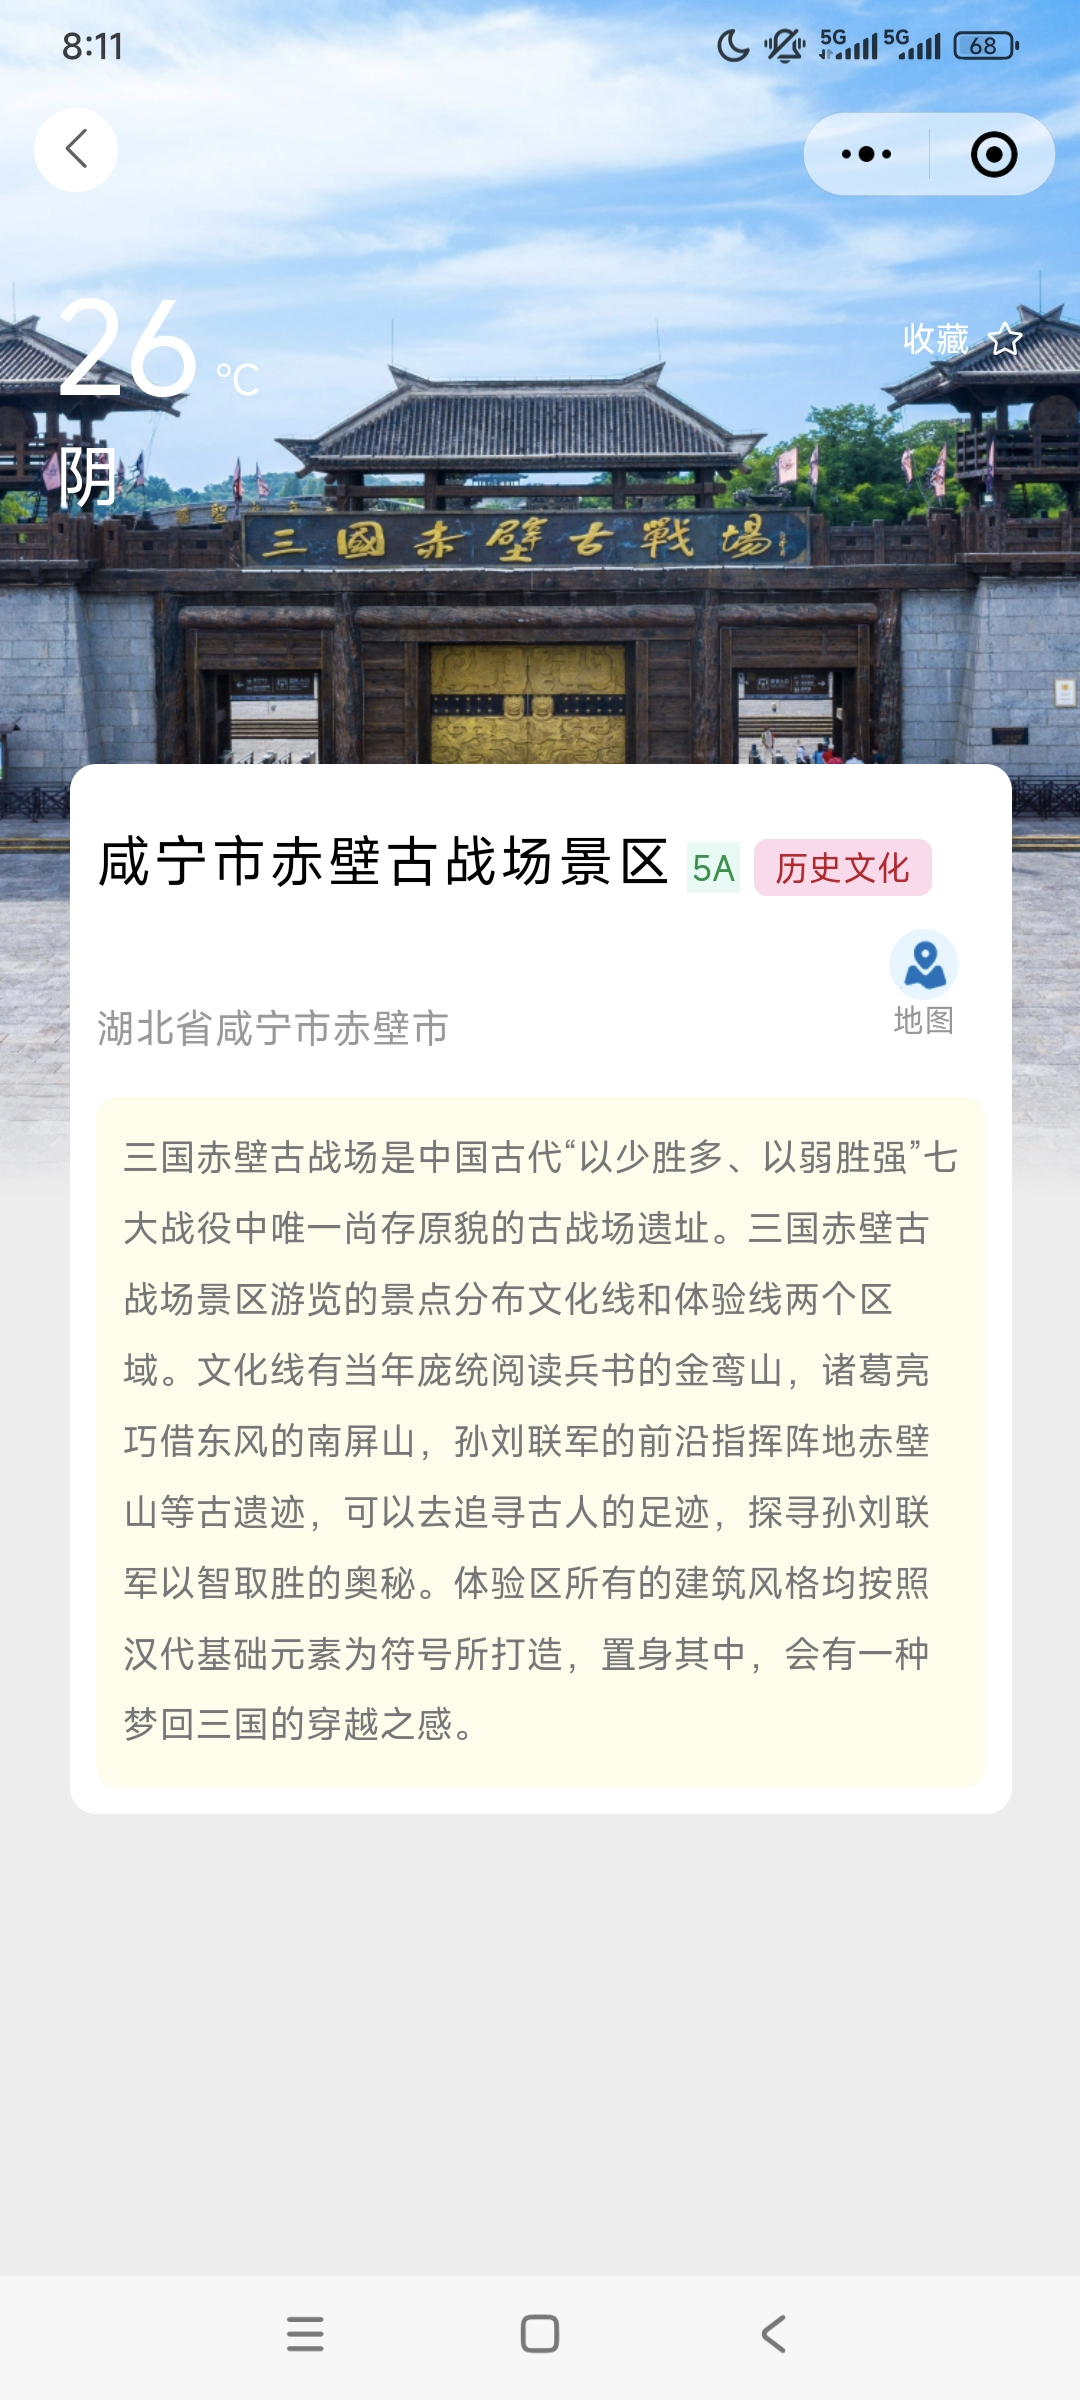 8:11
5G 5G 68
26 ℃
收藏
阴
三國赤壁古戰場
咸宁市赤壁古战场景区 5A 历史文化
湖北省咸宁市赤壁市
地图
三国赤壁古战场是中国古代“以少胜多、以弱胜强”七
大战役中唯一尚存原貌的古战场遗址。三国赤壁古
战场景区游览的景点分布文化线和体验线两个区
域。文化线有当年庞统阅读兵书的金鸾山，诸葛亮
巧借东风的南屏山，孙刘联军的前沿指挥阵地赤壁
山等古遗迹，可以去追寻古人的足迹，探寻孙刘联
军以智取胜的奥秘。体验区所有的建筑风格均按照
汉代基础元素为符号所打造，置身其中，会有一种
梦回三国的穿越之感。